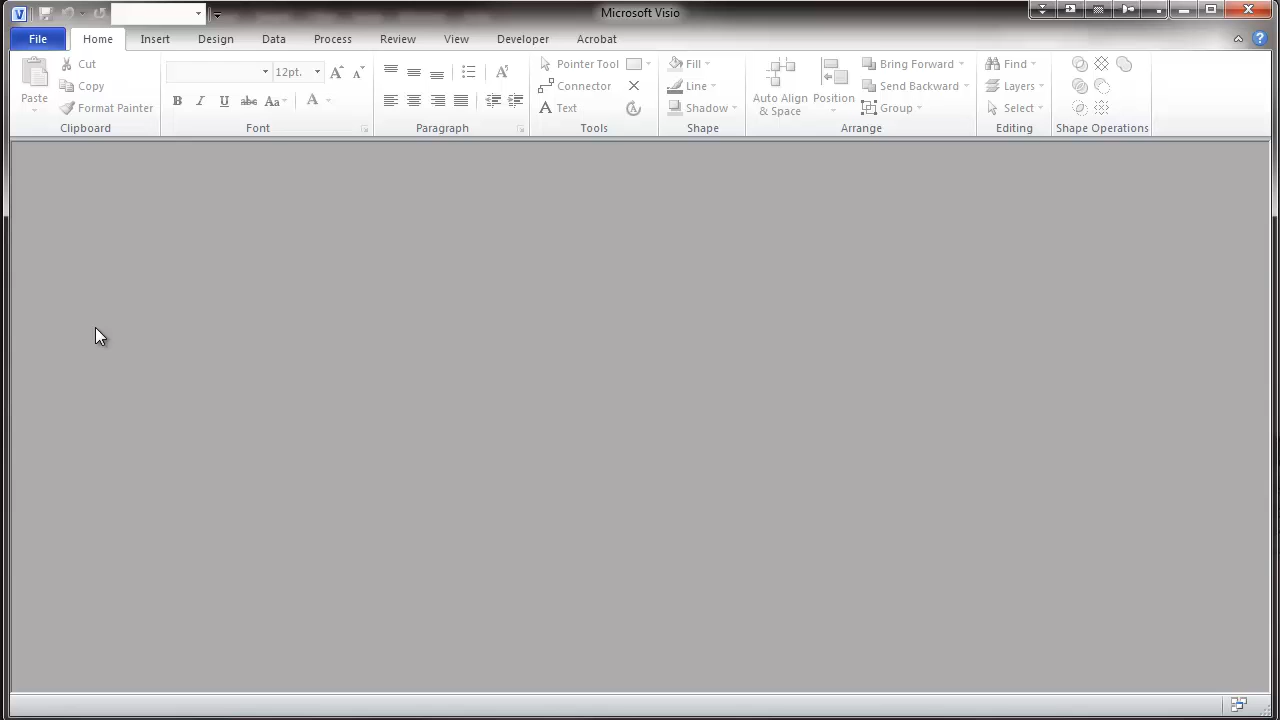 Microsoft Visio
File Home Insert Design Data Process Review View Developer Acrobat
Paste
Cut
Copy
Format Painter
Clipboard
12pt.
B I U abc Aa A
Font
Paragraph
Pointer Tool
Connector
A Text
Tools
Fill
Line
Shadow
Shape
Auto Align
& Space
Position
Bring Forward
Send Backward
Group
Arrange
Find
Layers
Select
Editing
Shape Operations